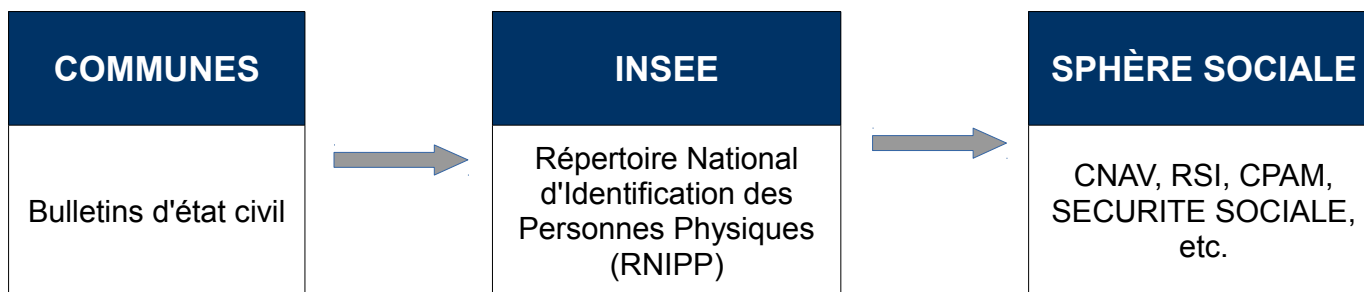 COMMUNES
Bulletins d'état civil
INSEE
Répertoire National
d'Identification des
Personnes Physiques
(RNIPP)
SPHÈRE SOCIALE
CNAV, RSI, CPAM,
SECURITE SOCIALE,
etc.